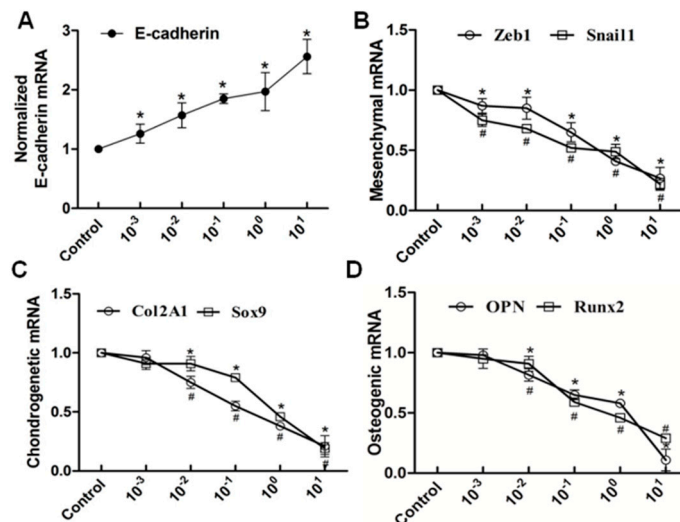 A
E-cadherin
Normalized
E-cadherin mRNA
3
2
1
0
* * * * *
Control 10-3 10-2 10-1 100 101
B
Zeb1 Snail1
Mesenchymal mRNA
1.5
1.0
0.5
0.0
* * * * *
# # # # #
Control 10-3 10-2 10-1 100 101
C
Col2A1 Sox9
Chondrogenetic mRNA
1.5
1.0
0.5
0.0
* * * *
# # # #
Control 10-3 10-2 10-1 100 101
D
OPN Runx2
Osteogenic mRNA
1.5
1.0
0.5
0.0
* * * *
# # # #
Control 10-3 10-2 10-1 100 101